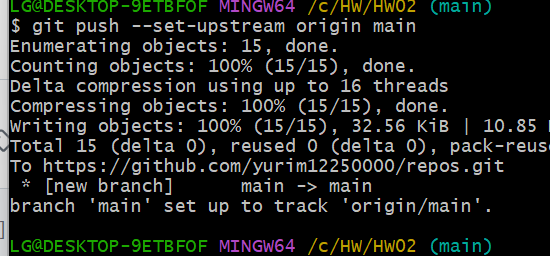 LG@DESKTOP-9ETBFOF MINGW64 /c/HW/HW02 (main)
$ git push --set-upstream origin main
Enumerating objects: 15, done.
Counting objects: 100% (15/15), done.
Delta compression using up to 16 threads
Compressing objects: 100% (15/15), done.
Writing objects: 100% (15/15), 32.56 KiB | 10.85
Total 15 (delta 0), reused 0 (delta 0), pack-reus
To https://github.com/yurim12250000/repos.git
 * [new branch]      main -> main
branch 'main' set up to track 'origin/main'.

LG@DESKTOP-9ETBFOF MINGW64 /c/HW/HW02 (main)